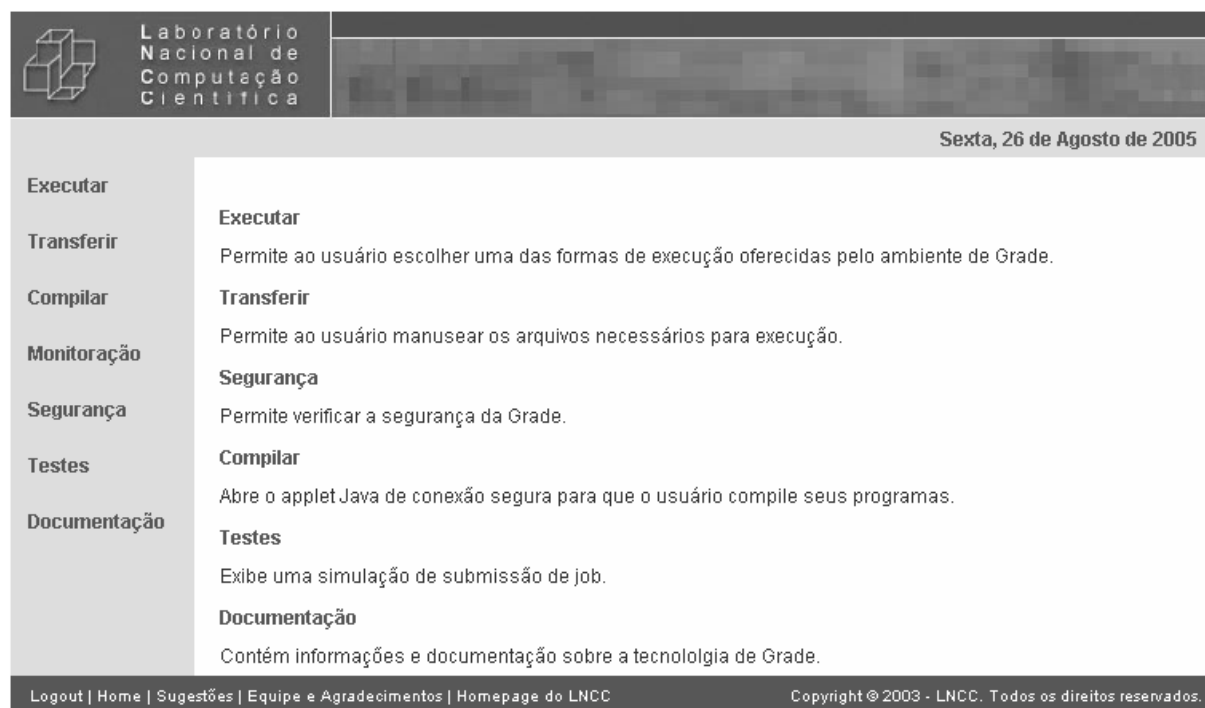 Laboratório
Nacional de
Computação
Científica
Sexta, 26 de Agosto de 2005
Executar
Transferir
Compilar
Monitoração
Segurança
Testes
Documentação
Executar
Permite ao usuário escolher uma das formas de execução oferecidas pelo ambiente de Grade.
Transferir
Permite ao usuário manusear os arquivos necessários para execução.
Segurança
Permite verificar a segurança da Grade.
Compilar
Abre o applet Java de conexão segura para que o usuário compile seus programas.
Testes
Exibe uma simulação de submissão de job.
Documentação
Contém informações e documentação sobre a tecnololgia de Grade.
Logout | Home | Sugestões | Equipe e Agradecimentos | Homepage do LNCC
Copyright © 2003 - LNCC. Todos os direitos reservados.